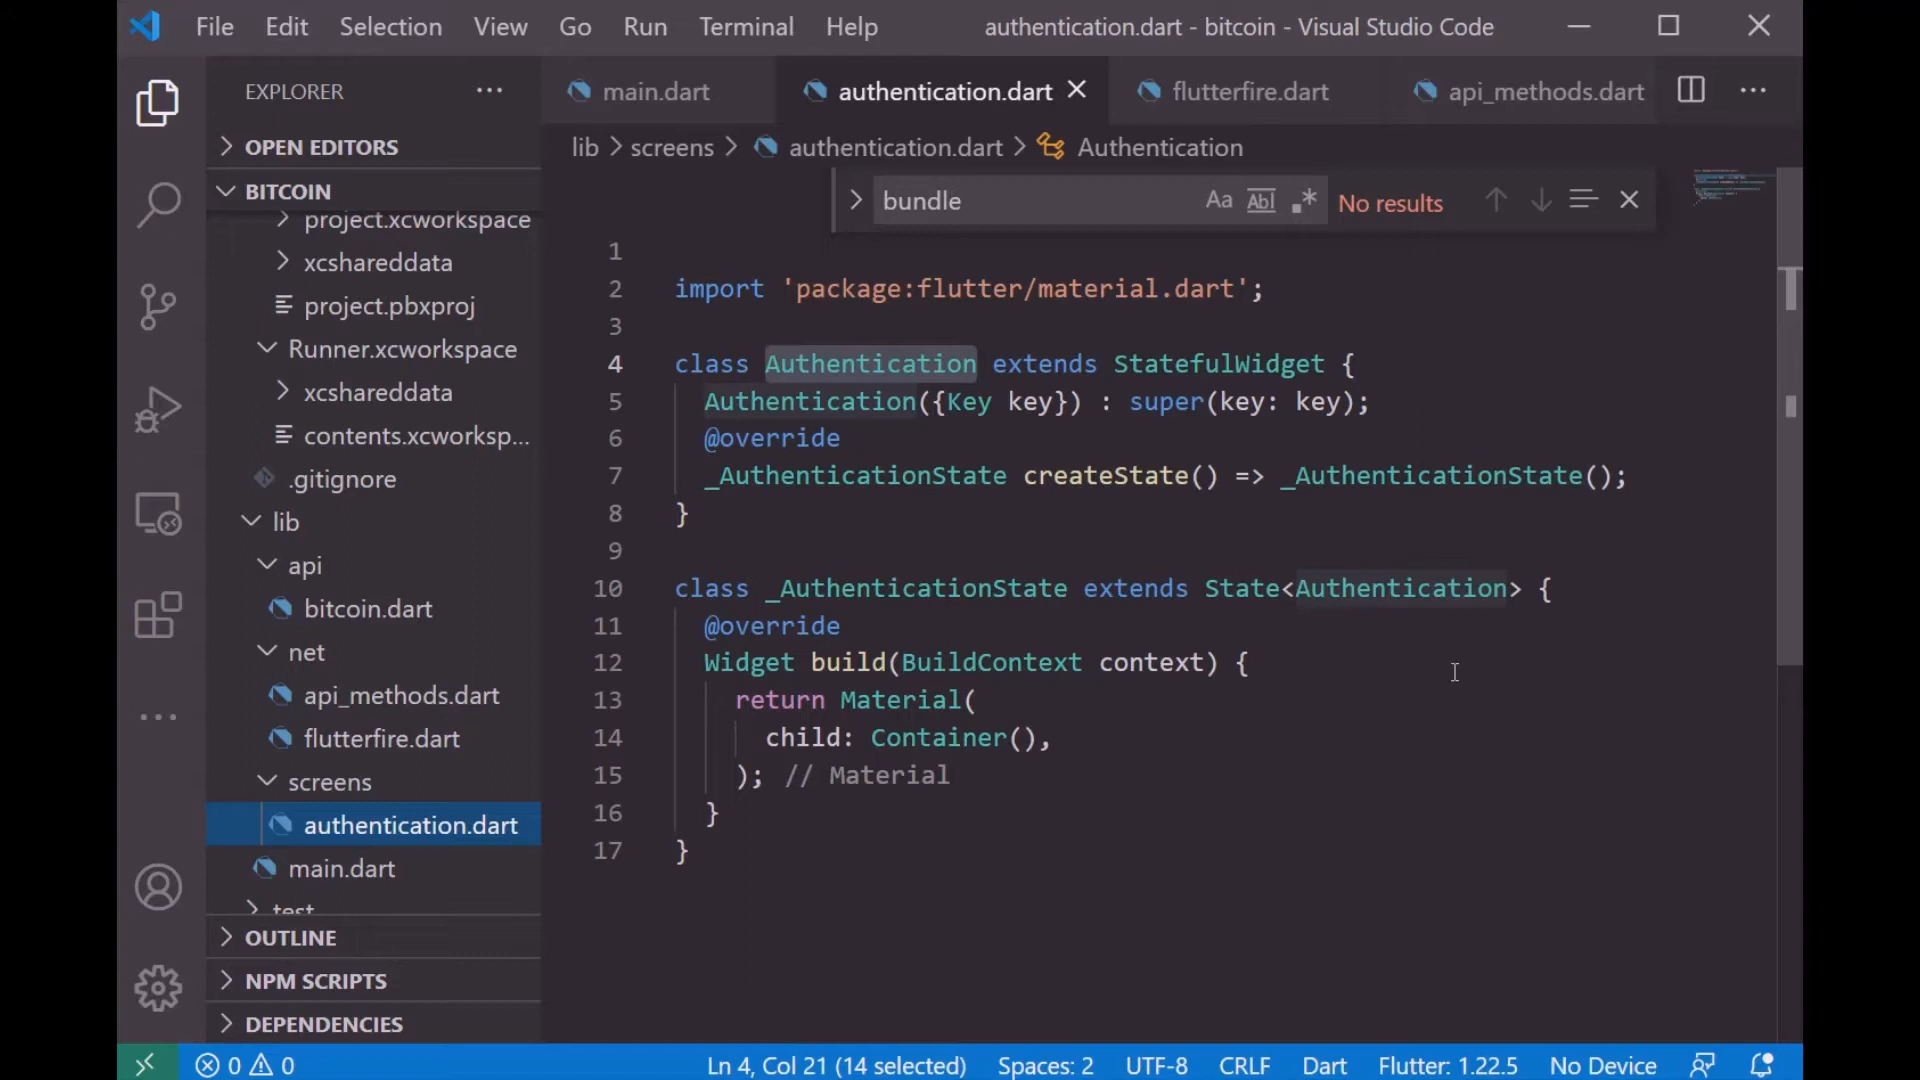 File Edit Selection View Go Run Terminal Help authentication.dart - bitcoin - Visual Studio Code
EXPLORER
main.dart authentication.dart flutterfire.dart api_methods.dart
OPEN EDITORS
lib > screens > authentication.dart > Authentication
BITCOIN
bundle Aa Abl .* No results
project.xcworkspace
xcshareddata
project.pbxproj
Runner.xcworkspace
xcshareddata
contents.xcworksp...
.gitignore
lib
api
bitcoin.dart
net
api_methods.dart
flutterfire.dart
screens
authentication.dart
main.dart
test
OUTLINE
NPM SCRIPTS
DEPENDENCIES
1
2 import 'package:flutter/material.dart';
3
4 class Authentication extends StatefulWidget {
5 Authentication({Key key}) : super(key: key);
6 @override
7 _AuthenticationState createState() => _AuthenticationState();
8 }
9
10 class _AuthenticationState extends State<Authentication> {
11 @override
12 Widget build(BuildContext context) {
13 return Material(
14 child: Container(),
15 ); // Material
16 }
17 }
0 0 Ln 4, Col 21 (14 selected) Spaces: 2 UTF-8 CRLF Dart Flutter: 1.22.5 No Device